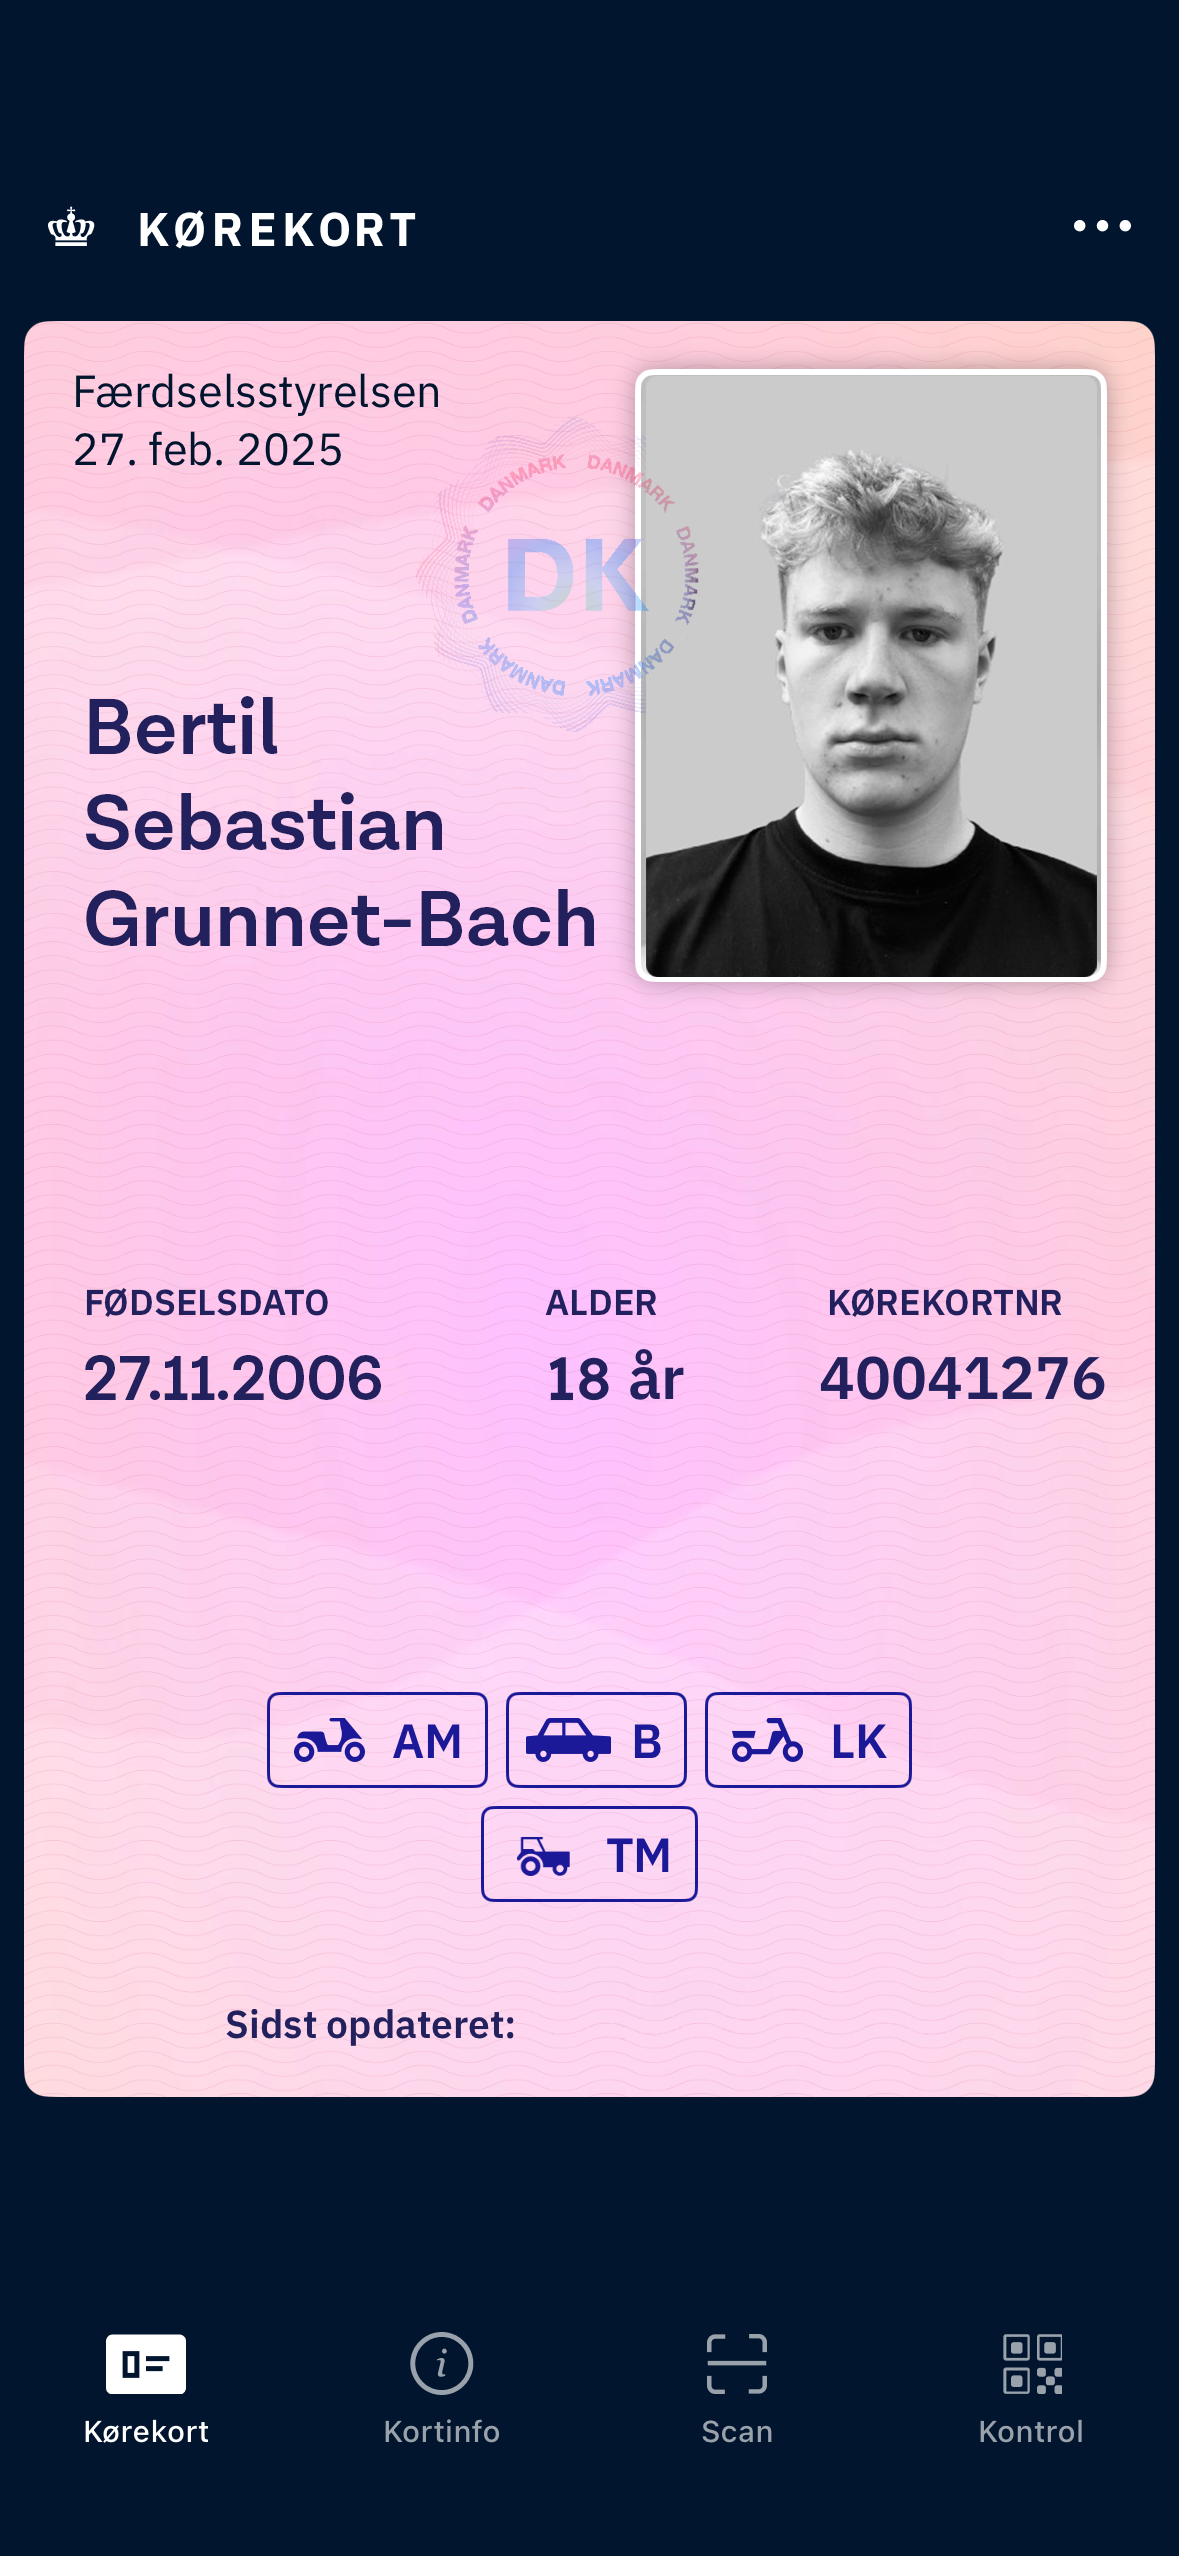 KØREKORT
Færdselsstyrelsen
27. feb. 2025
DANMARK DANMARK DANMARK DANMARK DANMARK DANMARK DANMARK
DK
Bertil
Sebastian
Grunnet-Bach
FØDSELSDATO ALDER KØREKORTNR
27.11.2006 18 år 40041276
AM B LK
TM
Sidst opdateret:
Kørekort Kortinfo Scan Kontrol